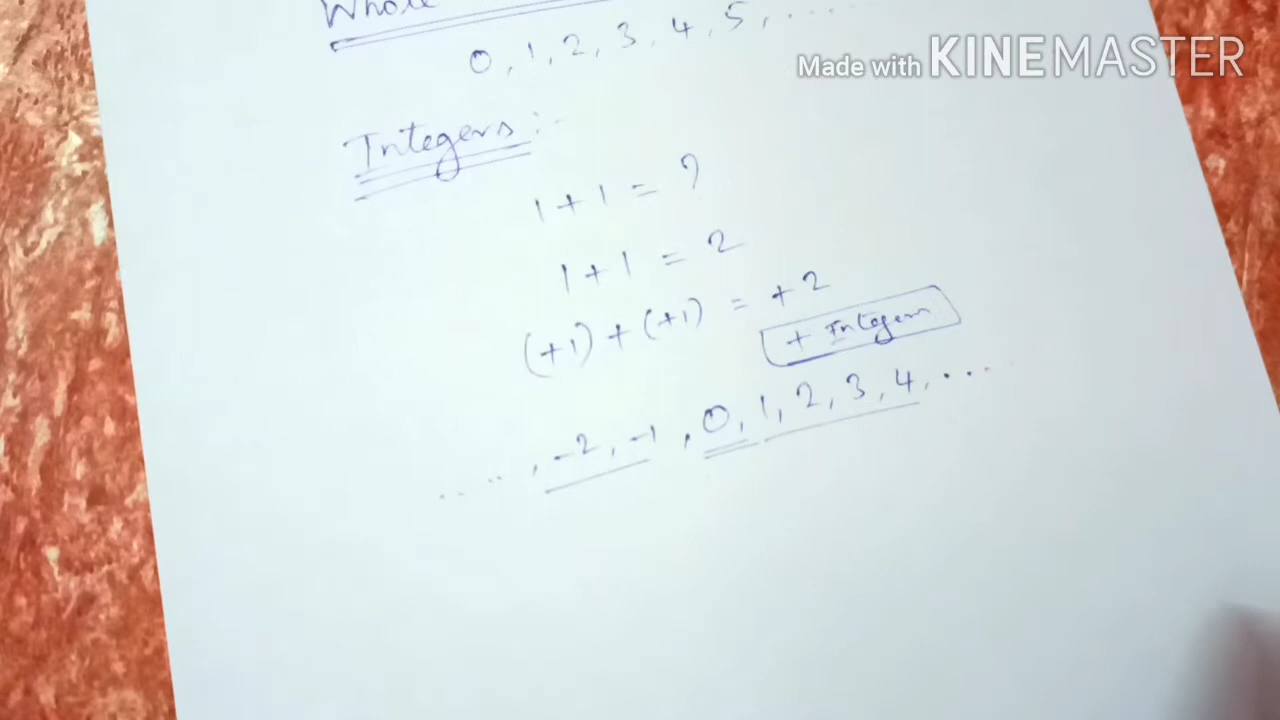 Whole
0, 1, 2, 3, 4, 5, .....
Made with KINEMASTER
Integers :-
1 + 1 = ?
1 + 1 = 2
(+1) + (+1) = +2
+ Integers
....., -2, -1, 0, 1, 2, 3, 4, ....